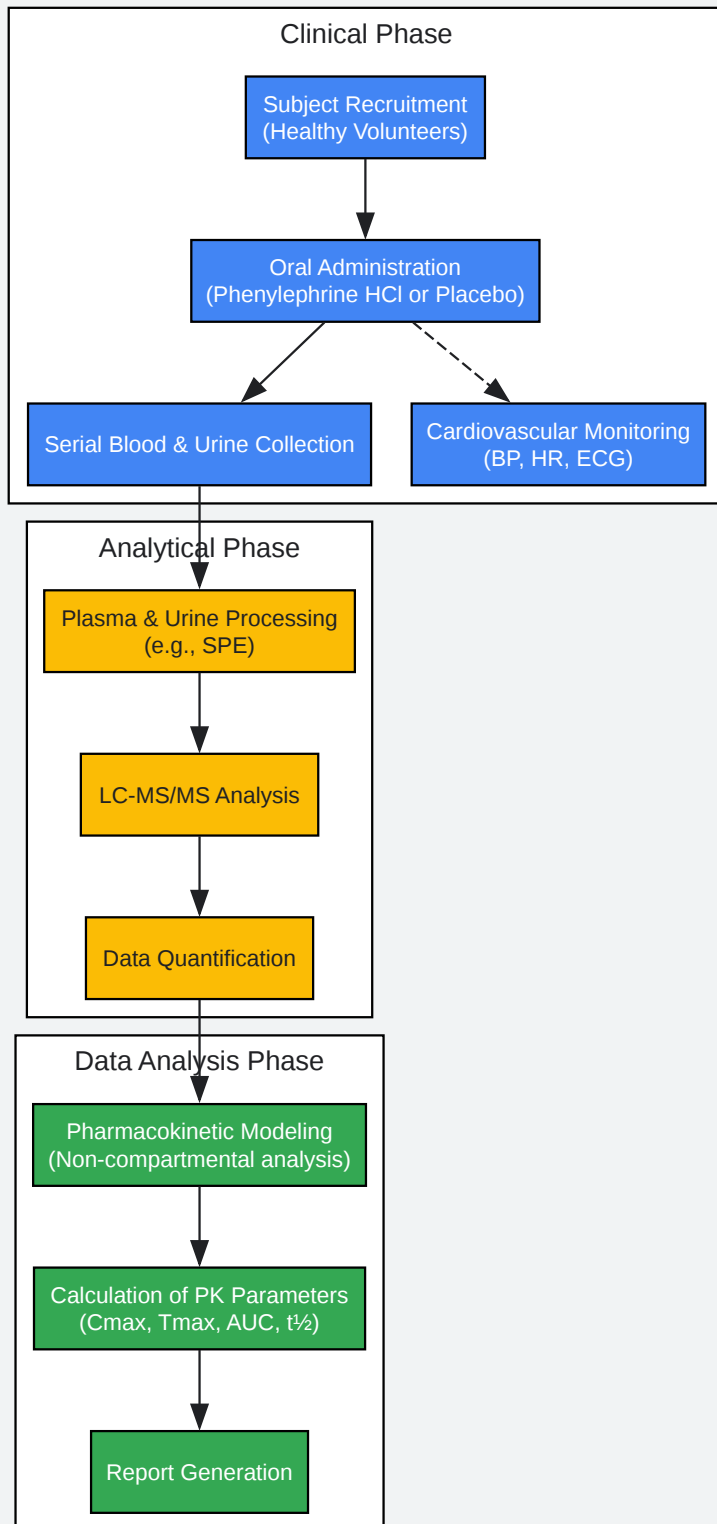 Clinical Phase
Subject Recruitment
(Healthy Volunteers)
Oral Administration
(Phenylephrine HCl or Placebo)
Serial Blood & Urine Collection
Cardiovascular Monitoring
(BP, HR, ECG)
Analytical Phase
Plasma & Urine Processing
(e.g., SPE)
LC-MS/MS Analysis
Data Quantification
Data Analysis Phase
Pharmacokinetic Modeling
(Non-compartmental analysis)
Calculation of PK Parameters
(Cmax, Tmax, AUC, t½)
Report Generation